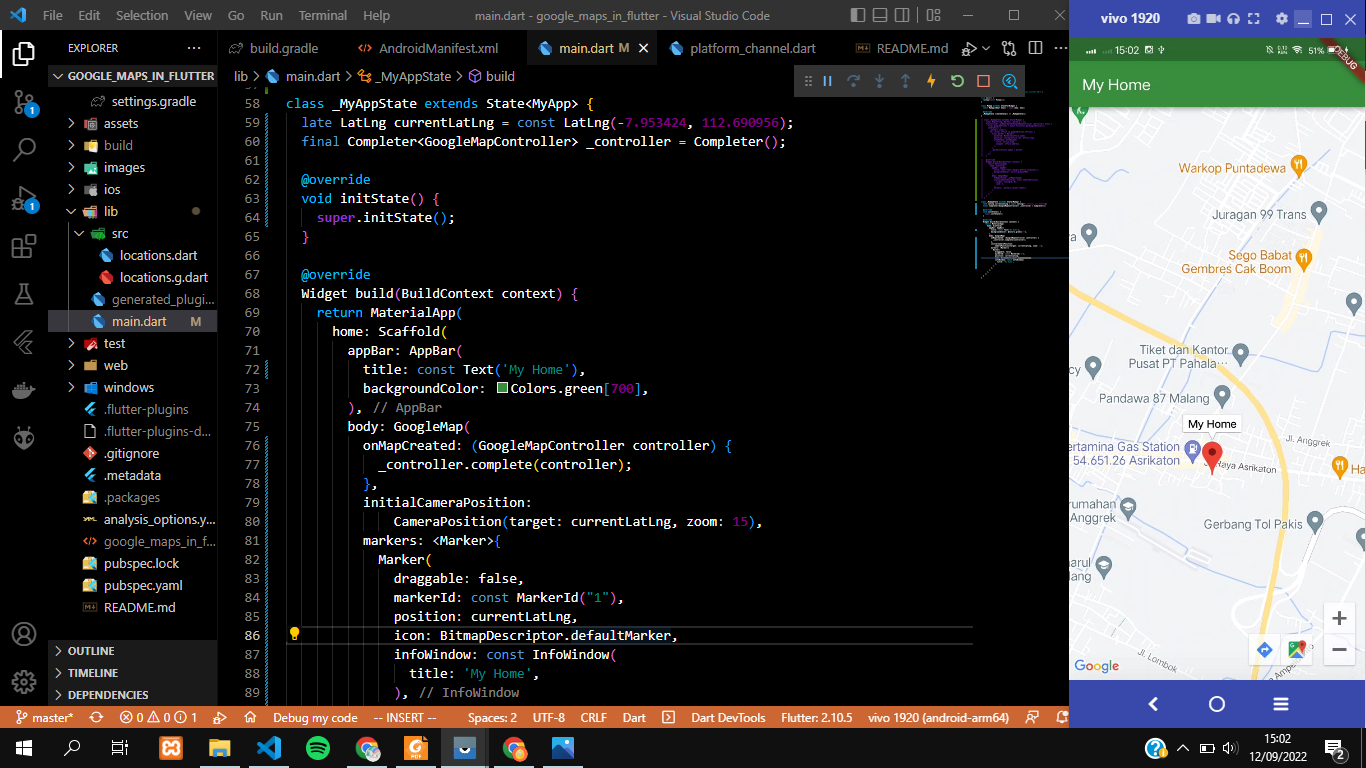 File Edit Selection View Go Run Terminal Help
main.dart - google_maps_in_flutter - Visual Studio Code
EXPLORER
GOOGLE_MAPS_IN_FLUTTER
settings.gradle
assets
build
images
ios
lib
src
locations.dart
locations.g.dart
generated_plugi...
main.dart M
test
web
windows
.flutter-plugins
.flutter-plugins-d...
.gitignore
.metadata
.packages
analysis_options.y...
google_maps_in_f...
pubspec.lock
pubspec.yaml
README.md
OUTLINE
TIMELINE
DEPENDENCIES
1
1
build.gradle AndroidManifest.xml main.dart M platform_channel.dart README.md
lib > main.dart > _MyAppState > build
58 class _MyAppState extends State<MyApp> {
59 late LatLng currentLatLng = const LatLng(-7.953424, 112.690956);
60 final Completer<GoogleMapController> _controller = Completer();
61
62 @override
63 void initState() {
64 super.initState();
65 }
66
67 @override
68 Widget build(BuildContext context) {
69 return MaterialApp(
70 home: Scaffold(
71 appBar: AppBar(
72 title: const Text('My Home'),
73 backgroundColor: Colors.green[700],
74 ), // AppBar
75 body: GoogleMap(
76 onMapCreated: (GoogleMapController controller) {
77 _controller.complete(controller);
78 },
79 initialCameraPosition:
80 CameraPosition(target: currentLatLng, zoom: 15),
81 markers: <Marker>{
82 Marker(
83 draggable: false,
84 markerId: const MarkerId("1"),
85 position: currentLatLng,
86 icon: BitmapDescriptor.defaultMarker,
87 infoWindow: const InfoWindow(
88 title: 'My Home',
89 ), // InfoWindow
vivo 1920
15:02
51%
DEBUG
My Home
Warkop Puntadewa
Juragan 99 Trans
Sego Babat
Gembres Cak Boom
Tiket dan Kantor
Pusat PT Pahala...
cy
Pandawa 87 Malang
My Home
Jl. Anggrek
ertamina Gas Station
54.651.26 Asrikaton
Raya Asrikaton
Ha
rumahan
Anggrek
Gerbang Tol Pakis
arul
lang
Jl. Lombok
Google
+
−
master* 0 0 1 Debug my code -- INSERT -- Spaces: 2 UTF-8 CRLF Dart Dart DevTools Flutter: 2.10.5 vivo 1920 (android-arm64)
15:02
12/09/2022
2